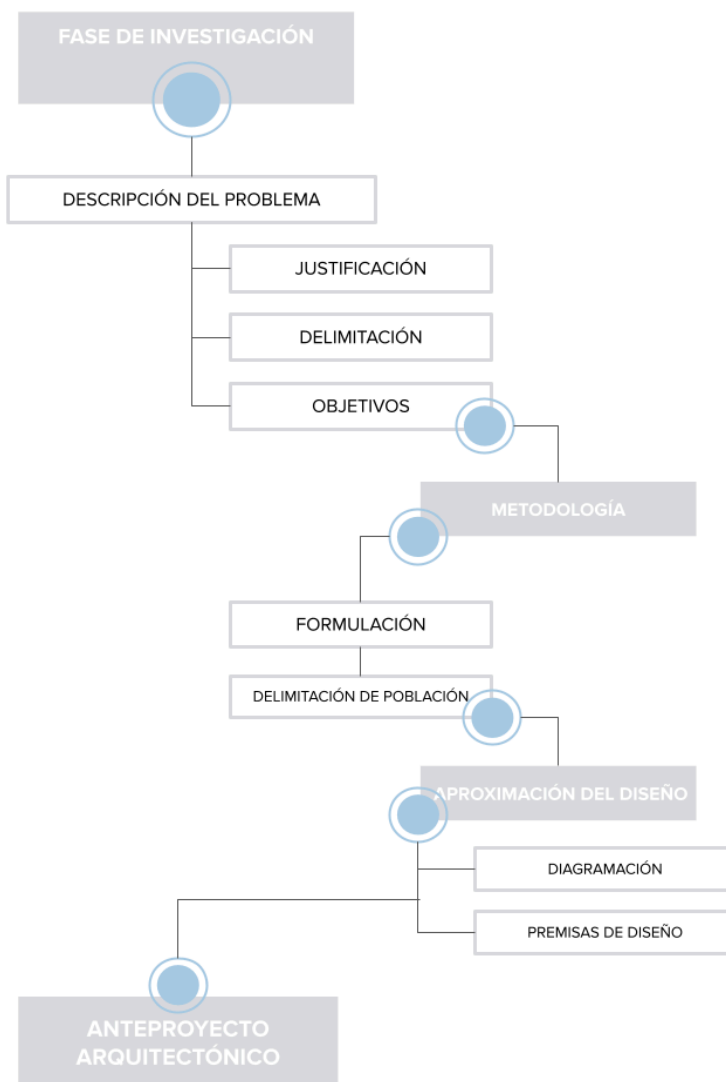 FASE DE INVESTIGACIÓN
DESCRIPCIÓN DEL PROBLEMA
JUSTIFICACIÓN
DELIMITACIÓN
OBJETIVOS
METODOLOGÍA
FORMULACIÓN
DELIMITACIÓN DE POBLACIÓN
APROXIMACIÓN DEL DISEÑO
DIAGRAMACIÓN
PREMISAS DE DISEÑO
ANTEPROYECTO
ARQUITECTÓNICO